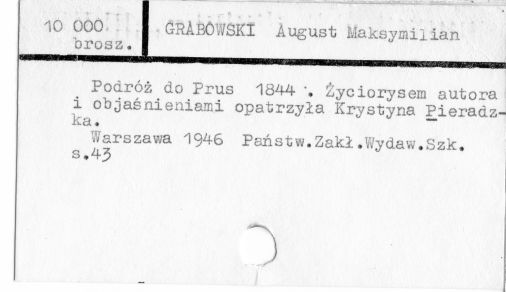 10 000
brosz.
GRABOWSKI August Maksymilian
Podróż do Prus 1844 . Życiorysem autora
i objaśnieniami opatrzyła Krystyna Pieradz-
ka.
Warszawa 1946 Państw.Zakł.Wydaw.Szk.
s.43